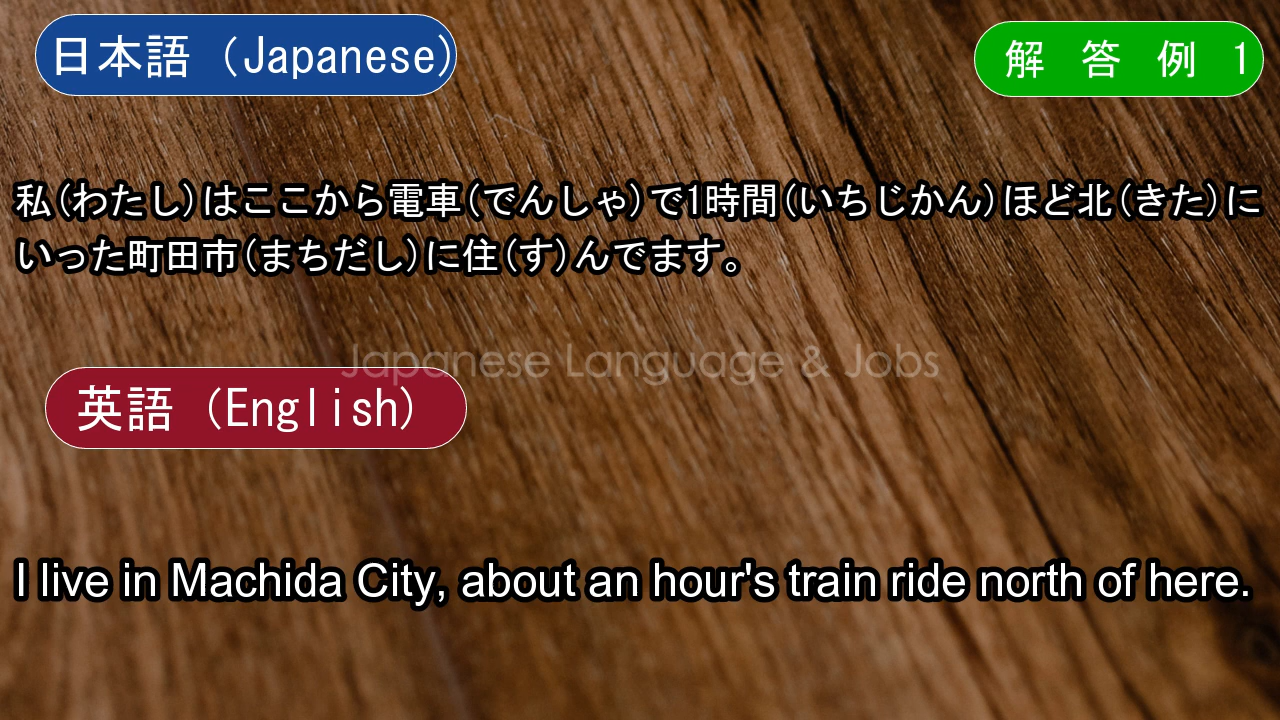 日本語 (Japanese)
解 答 例 1
私(わたし)はここから電車(でんしゃ)で1時間(いちじかん)ほど北(きた)に
いった町田市(まちだし)に住(す)んでます。
Japanese Language & Jobs
英語 (English)
I live in Machida City, about an hour's train ride north of here.